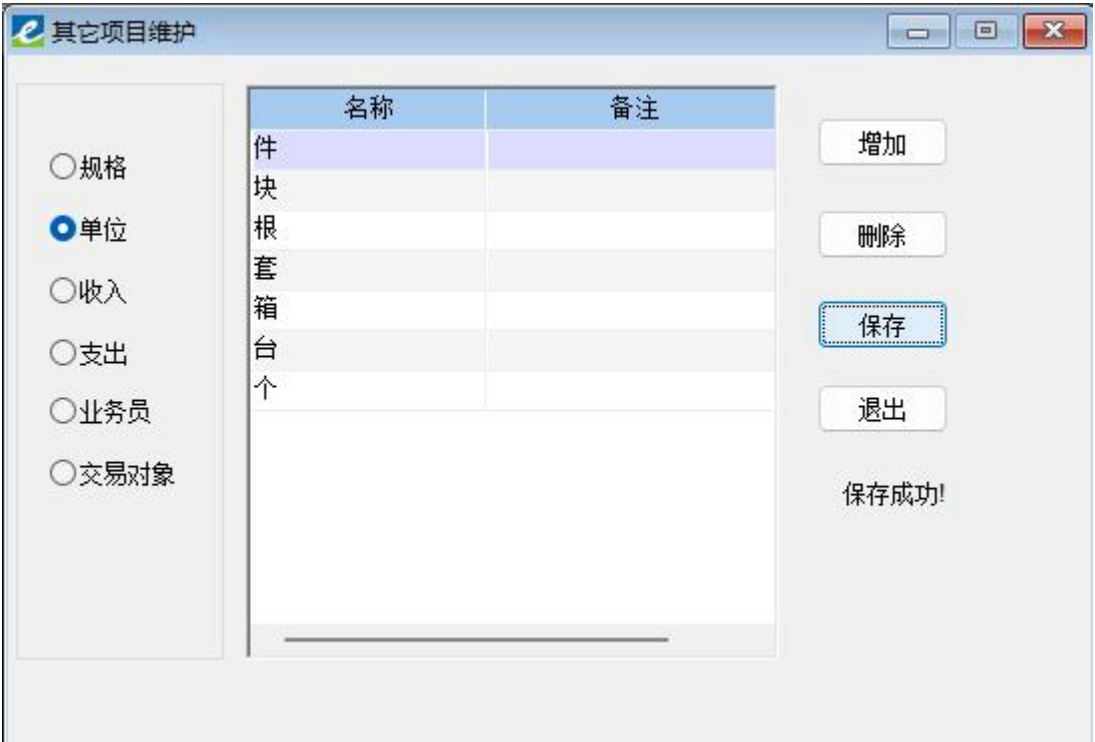 其它项目维护
规格
单位
收入
支出
业务员
交易对象
名称 备注
件
块
根
套
箱
台
个
增加
删除
保存
退出
保存成功!